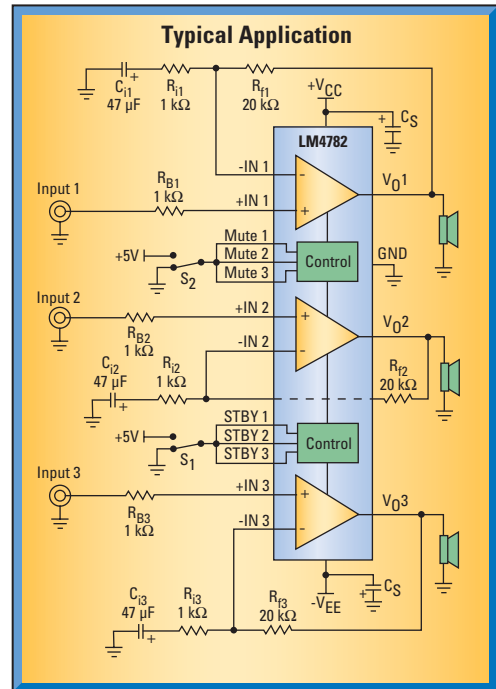 Typical Application
Ci1
47 µF
+
Ri1
1 kΩ
Rf1
20 kΩ
+VCC
+
CS
LM4782
-IN 1
-
Input 1
RB1
1 kΩ
+IN 1
+
VO1
+5V
S2
Mute 1
Mute 2
Mute 3
Control
GND
Input 2
RB2
1 kΩ
+IN 2
+
VO2
-IN 2
-
Ci2
47 µF
+
Ri2
1 kΩ
Rf2
20 kΩ
+5V
S1
STBY 1
STBY 2
STBY 3
Control
Input 3
RB3
1 kΩ
+IN 3
+
VO3
-IN 3
-
Ci3
47 µF
+
Ri3
1 kΩ
Rf3
20 kΩ
-VEE
+
CS